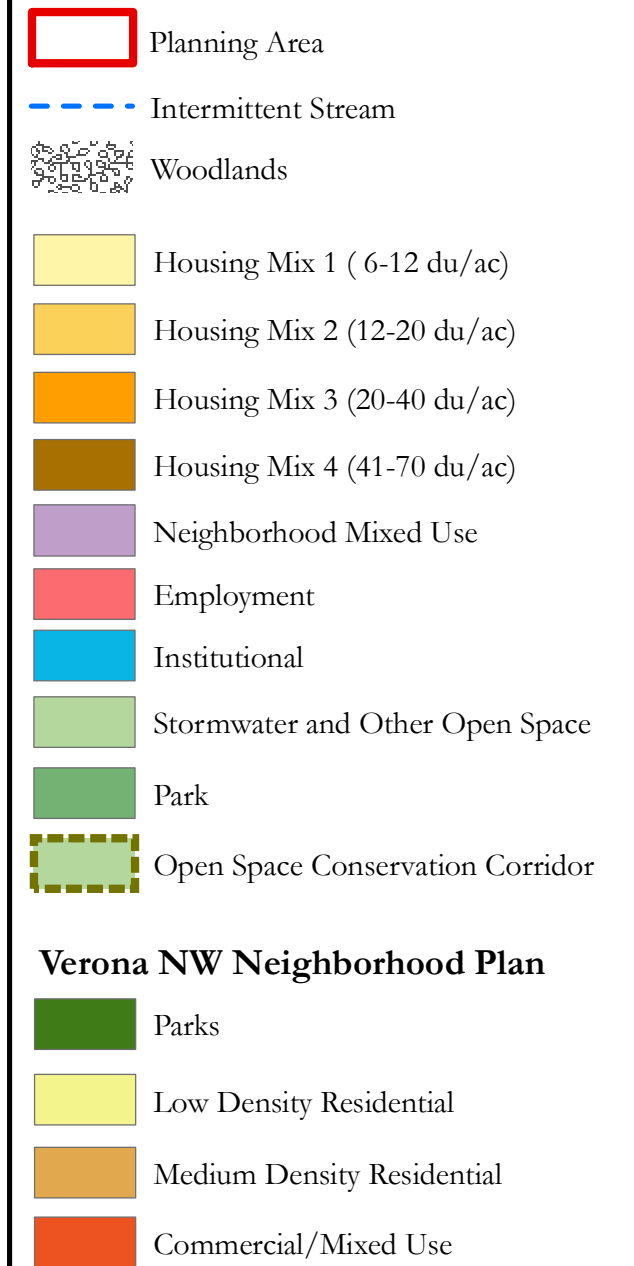 Planning Area
Intermittent Stream
Woodlands
Housing Mix 1 ( 6-12 du/ac)
Housing Mix 2 (12-20 du/ac)
Housing Mix 3 (20-40 du/ac)
Housing Mix 4 (41-70 du/ac)
Neighborhood Mixed Use
Employment
Institutional
Stormwater and Other Open Space
Park
Open Space Conservation Corridor
Verona NW Neighborhood Plan
Parks
Low Density Residential
Medium Density Residential
Commercial/Mixed Use